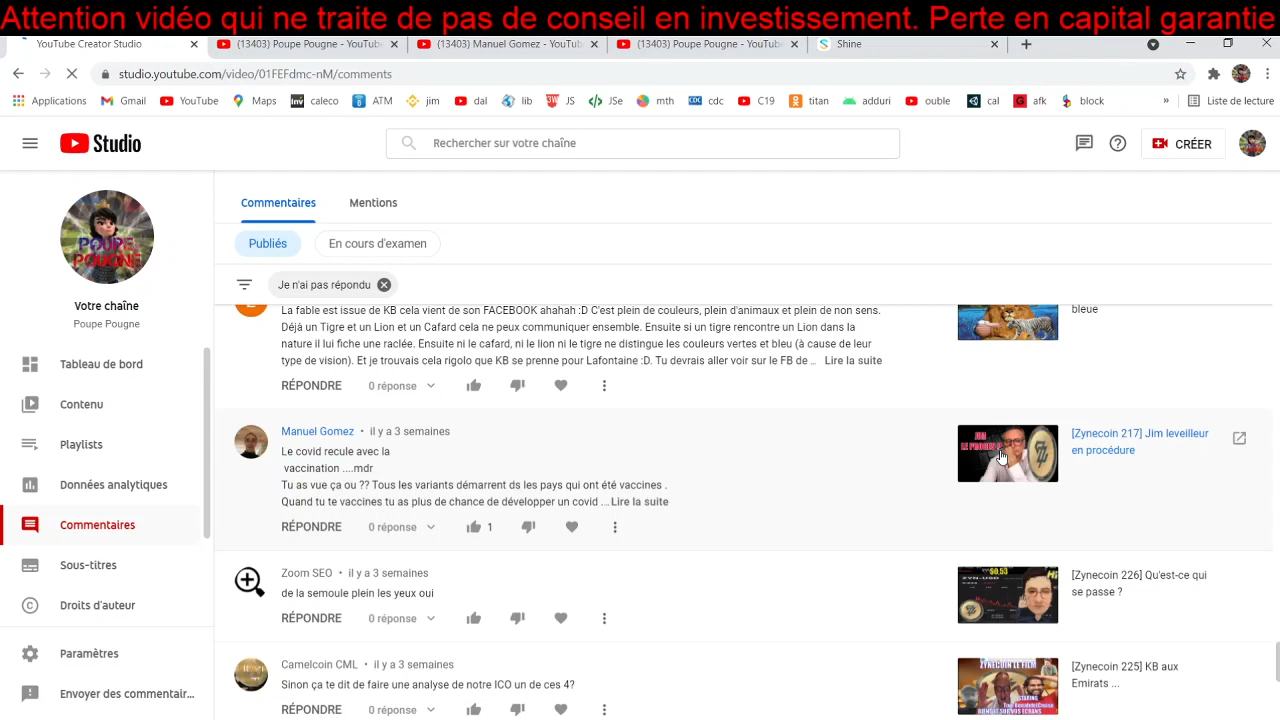 Attention vidéo qui ne traite de pas de conseil en investissement. Perte en capital garantie
YouTube Creator Studio
(13403) Poupe Pougne - YouTube
(13403) Manuel Gomez - YouTube
(13403) Poupe Pougne - YouTube
Shine
studio.youtube.com/video/01FEFdmc-nM/comments
Applications
Gmail
YouTube
Maps
caleco
ATM
jim
dal
lib
JS
JSe
mth
cdc
C19
titan
adduri
ouble
cal
afk
block
»
Liste de lecture
Studio
Rechercher sur votre chaîne
CRÉER
POUPE
POUGNE
Votre chaîne
Poupe Pougne
Tableau de bord
Contenu
Playlists
Données analytiques
Commentaires
Sous-titres
Droits d'auteur
Paramètres
Envoyer des commentair...
Commentaires
Mentions
Publiés
En cours d'examen
Je n'ai pas répondu
La fable est issue de KB cela vient de son FACEBOOK ahahah :D C'est plein de couleurs, plein d'animaux et plein de non sens.
Déjà un Tigre et un Lion et un Cafard cela ne peux communiquer ensemble. Ensuite si un tigre rencontre un Lion dans la
nature il lui fiche une raclée. Ensuite ni le cafard, ni le lion ni le tigre ne distingue les couleurs vertes et bleu (à cause de leur
type de vision). Et je trouvais cela rigolo que KB se prenne pour Lafontaine :D. Tu devrais aller voir sur le FB de ... Lire la suite
RÉPONDRE
0 réponse
bleue
Manuel Gomez • il y a 3 semaines
Le covid recule avec la
vaccination ....mdr
Tu as vue ça ou ?? Tous les variants démarrent ds les pays qui ont été vaccines .
Quand tu te vaccines tu as plus de chance de développer un covid ... Lire la suite
RÉPONDRE
0 réponse
1
JIM
[Zynecoin 217] Jim leveilleur
en procédure
Zoom SEO • il y a 3 semaines
de la semoule plein les yeux oui
RÉPONDRE
0 réponse
$0,53
[Zynecoin 226] Qu'est-ce qui
se passe ?
Camelcoin CML • il y a 3 semaines
Sinon ça te dit de faire une analyse de notre ICO un de ces 4?
RÉPONDRE
0 réponse
ZYNECOIN LE FILM
[Zynecoin 225] KB aux
Emirats ...